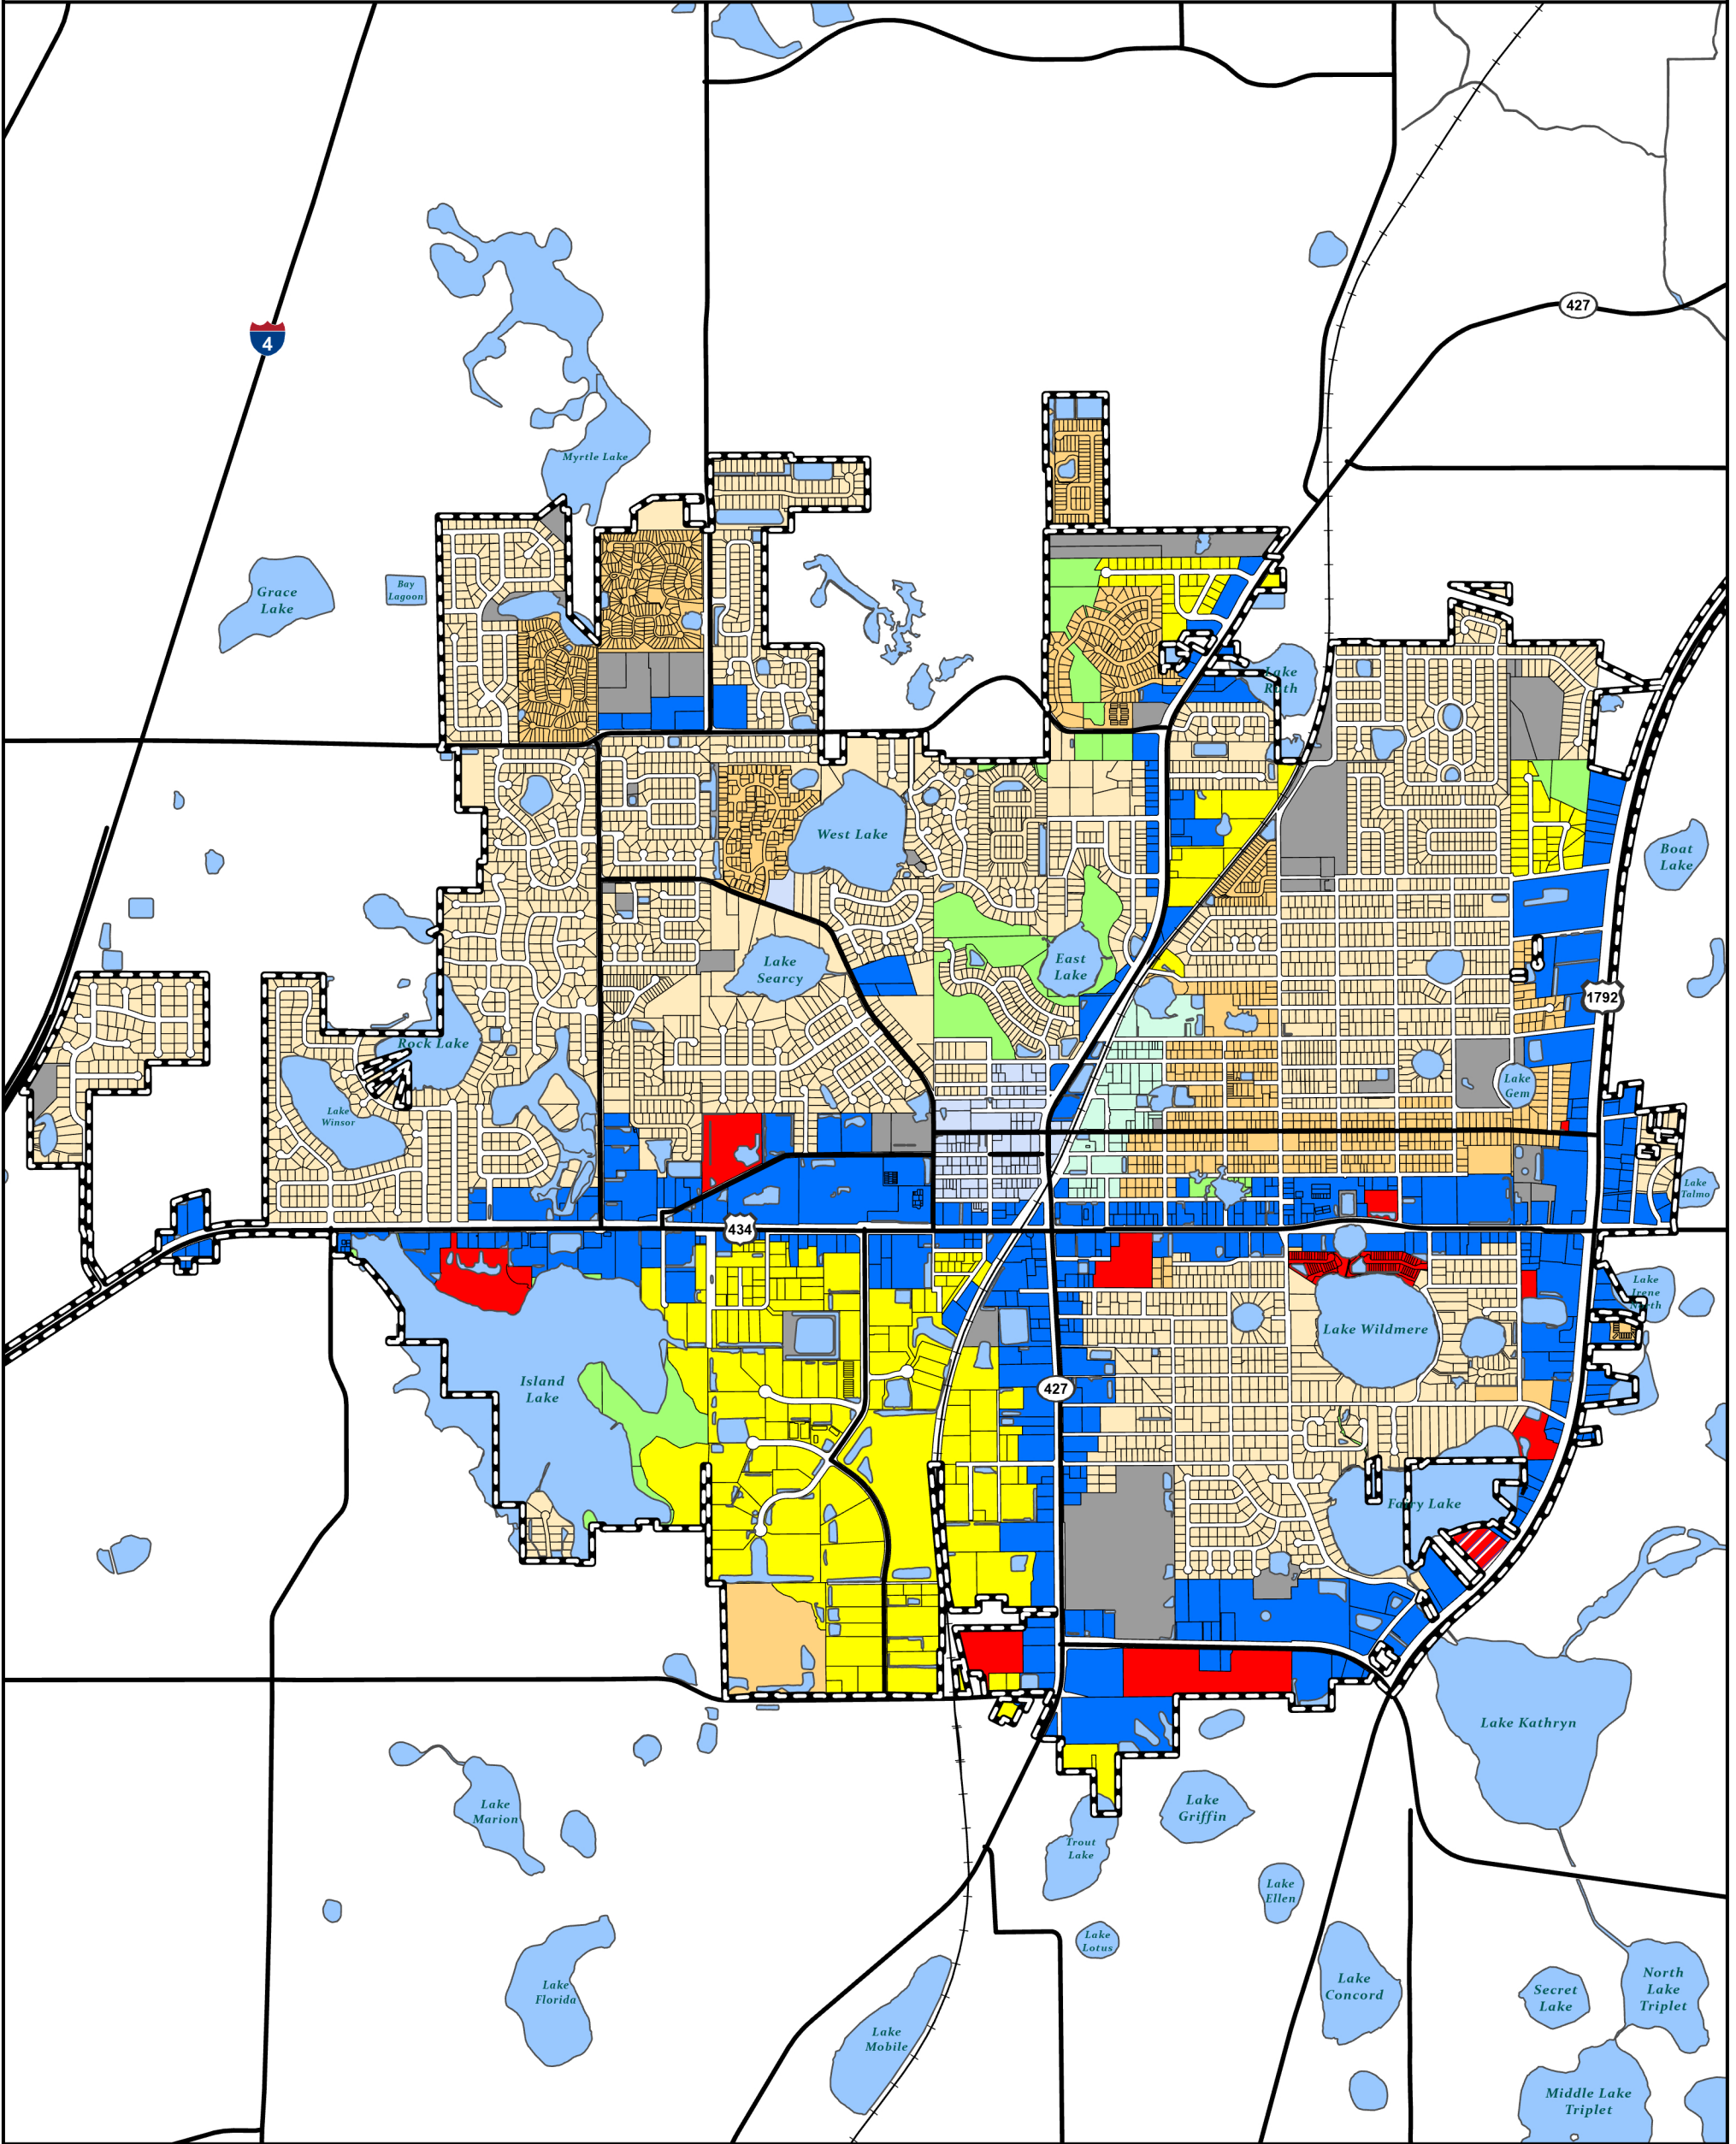 427
4
Myrtle Lake
Grace
Lake
Bay
Lagoon
Lake
Ruth
West Lake
Boat
Lake
Lake
Searcy
East
Lake
1792
Rock Lake
Lake
Winsor
Lake
Gem
Lake
Talmo
434
Lake
Irene
North
Lake Wildmere
Island
Lake
427
Fairy Lake
Lake Kathryn
Lake
Marion
Lake
Griffin
Trout
Lake
Lake
Ellen
Lake
Lotus
Lake
Florida
Lake
Concord
Secret
Lake
North
Lake
Triplet
Lake
Mobile
Middle Lake
Triplet